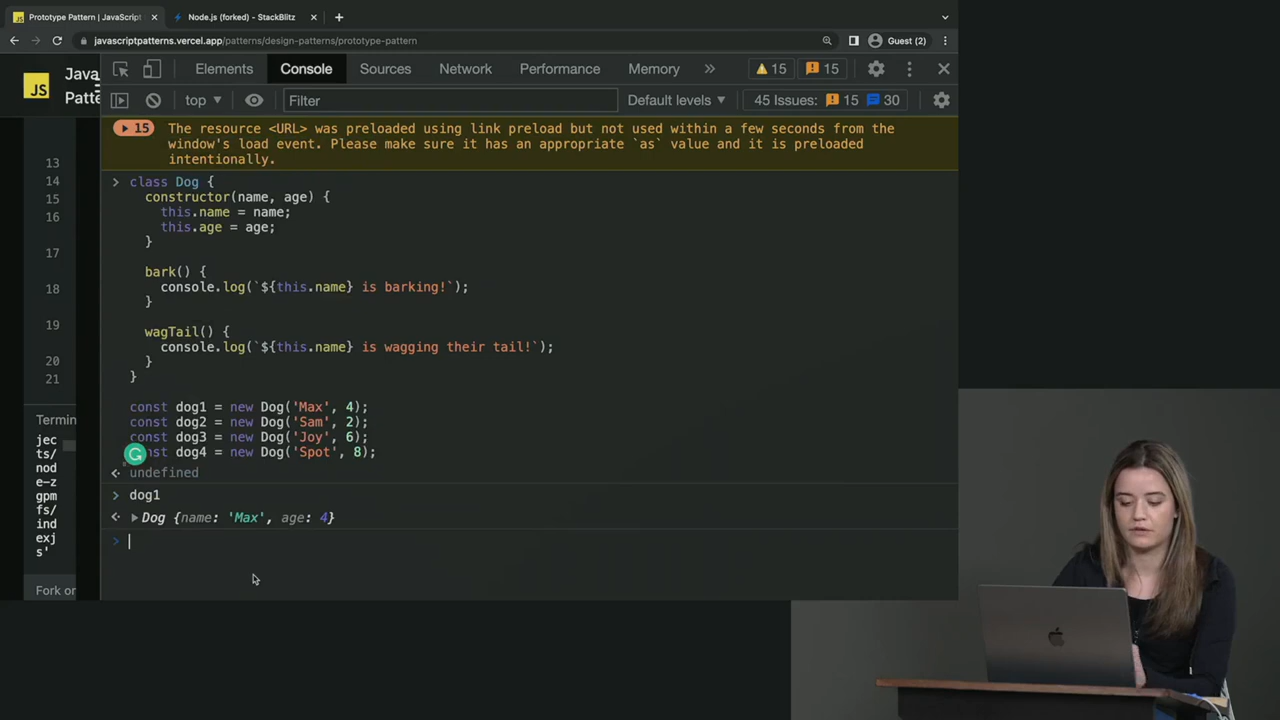 Prototype Pattern | JavaScript
Node.js (forked) - StackBlitz
javascriptpatterns.vercel.app/patterns/design-patterns/prototype-pattern
Guest (2)
JS
Java
Patte
Elements Console Sources Network Performance Memory » 15 15
top Filter Default levels 45 Issues: 15 30
15 The resource <URL> was preloaded using link preload but not used within a few seconds from the
window's load event. Please make sure it has an appropriate `as` value and it is preloaded
intentionally.
13
14
15
16
17
18
19
20
21
> class Dog {
constructor(name, age) {
this.name = name;
this.age = age;
}
bark() {
console.log(`${this.name} is barking!`);
}
wagTail() {
console.log(`${this.name} is wagging their tail!`);
}
}
const dog1 = new Dog('Max', 4);
const dog2 = new Dog('Sam', 2);
const dog3 = new Dog('Joy', 6);
nst dog4 = new Dog('Spot', 8);
undefined
> dog1
Dog {name: 'Max', age: 4}
>
Termin
jec
ts/
nod
e-z
gpm
fs/
ind
exj
s'
Fork or